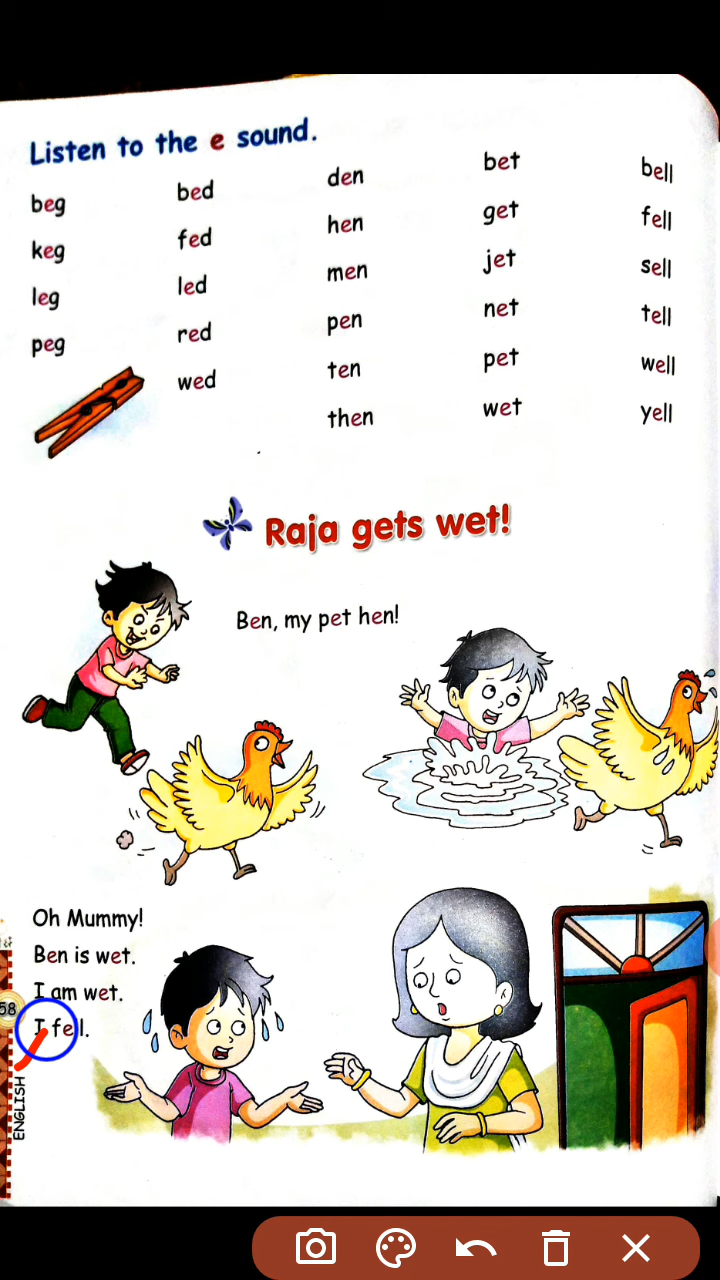 Listen to the e sound.
beg bed den bet bell
keg fed hen get fell
leg led men jet sell
peg red pen net tell
wed ten pet well
then wet yell
Raja gets wet!
Ben, my pet hen!
Oh Mummy!
Ben is wet.
I am wet.
I fell.
58
ENGLISH